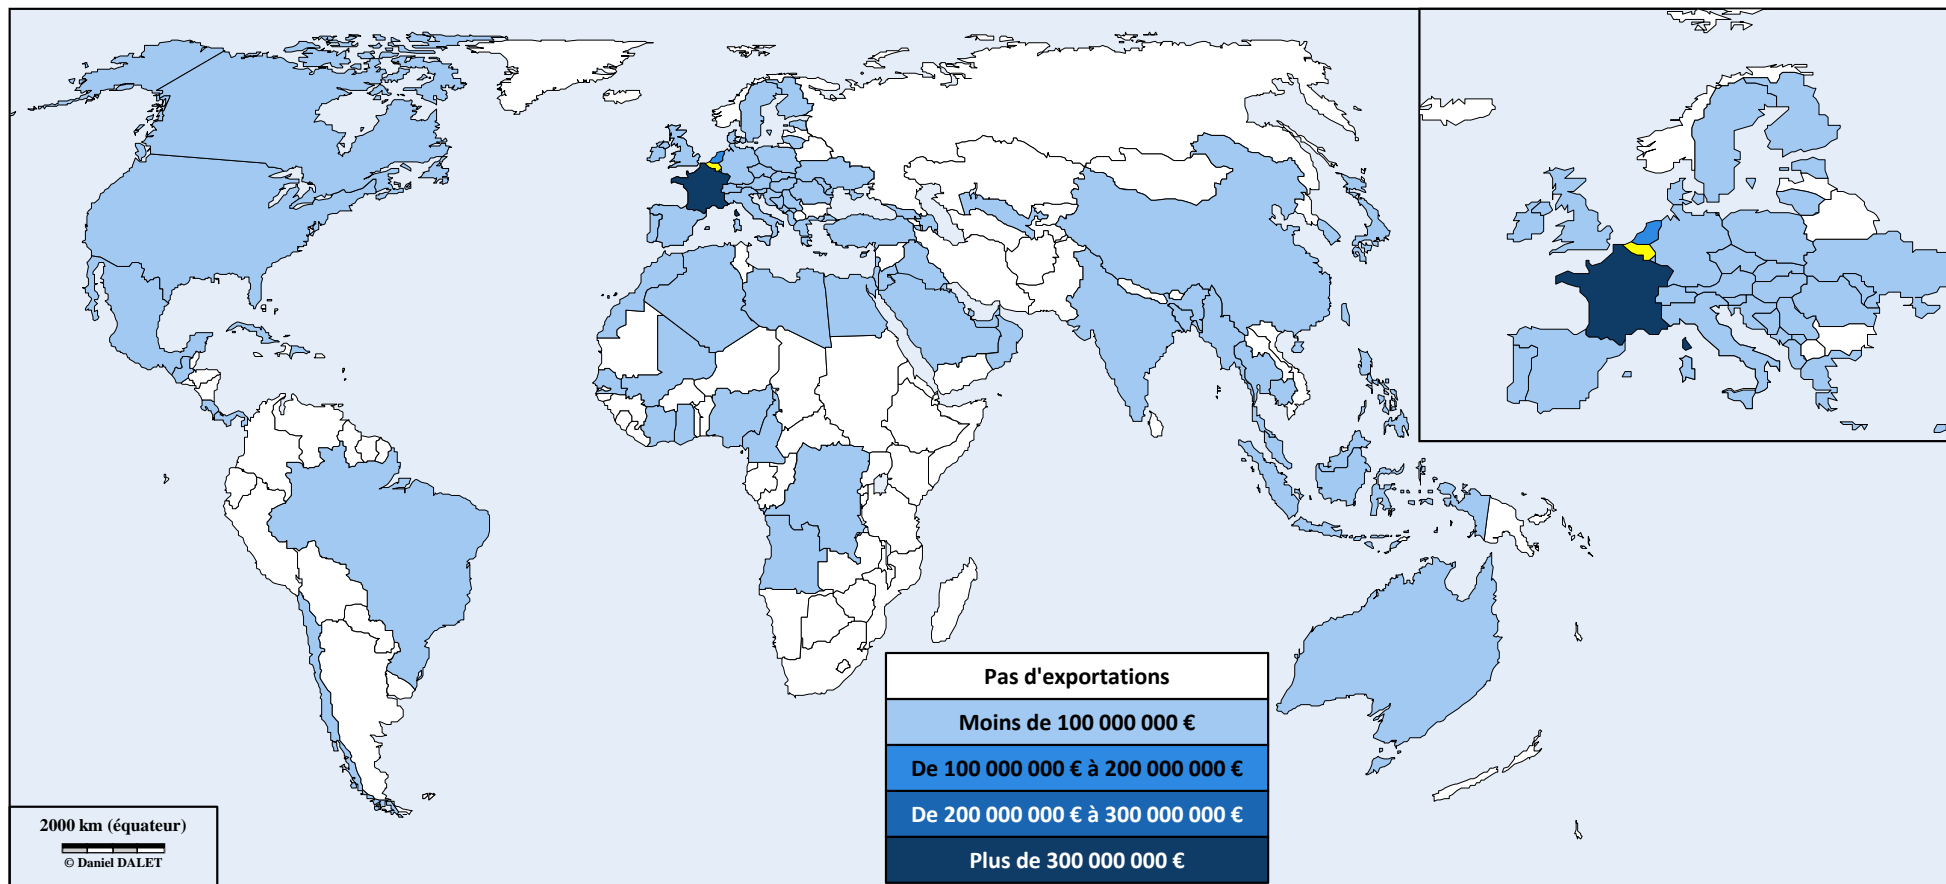 Pas d'exportations
Moins de 100 000 000 €
De 100 000 000 € à 200 000 000 €
De 200 000 000 € à 300 000 000 €
Plus de 300 000 000 €
2000 km (équateur)
© Daniel DALET